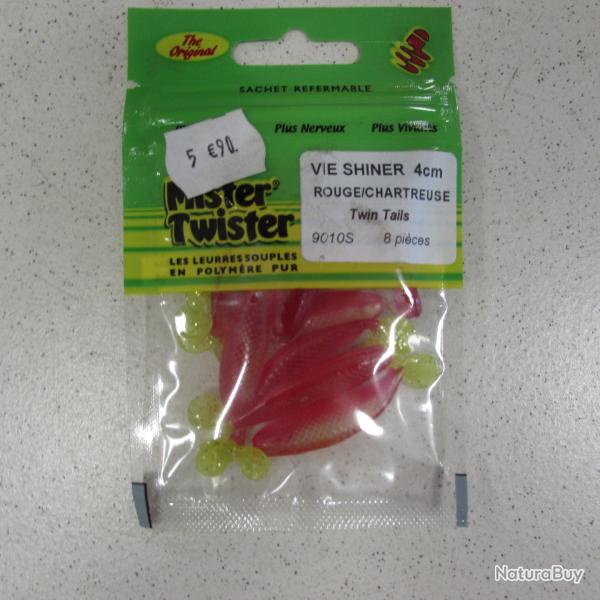 The Original
SACHET REFERMABLE
Plus Nerveux Plus Vivantes
5 €90.
VIE SHINER 4cm
ROUGE/CHARTREUSE
Twin Tails
9010S 8 pièces
Mister®
Twister
LES LEURRES SOUPLES
EN POLYMÈRE PUR
NaturaBuy